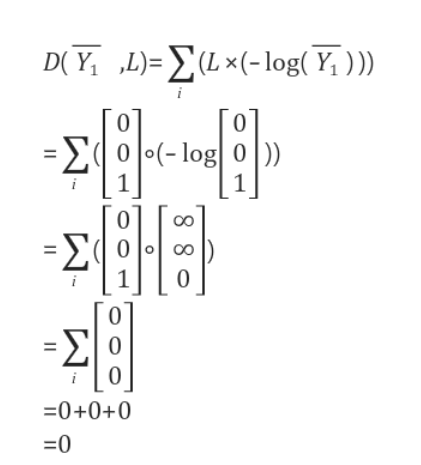 D( Y̅₁ ,L)=∑ᵢ(L×(−log( Y̅₁ )))
=∑ᵢ([0 0 1]∘(−log[0 0 1]))
=∑ᵢ([0 0 1]∘[∞ ∞ 0])
=∑ᵢ[0 0 0]
=0+0+0
=0